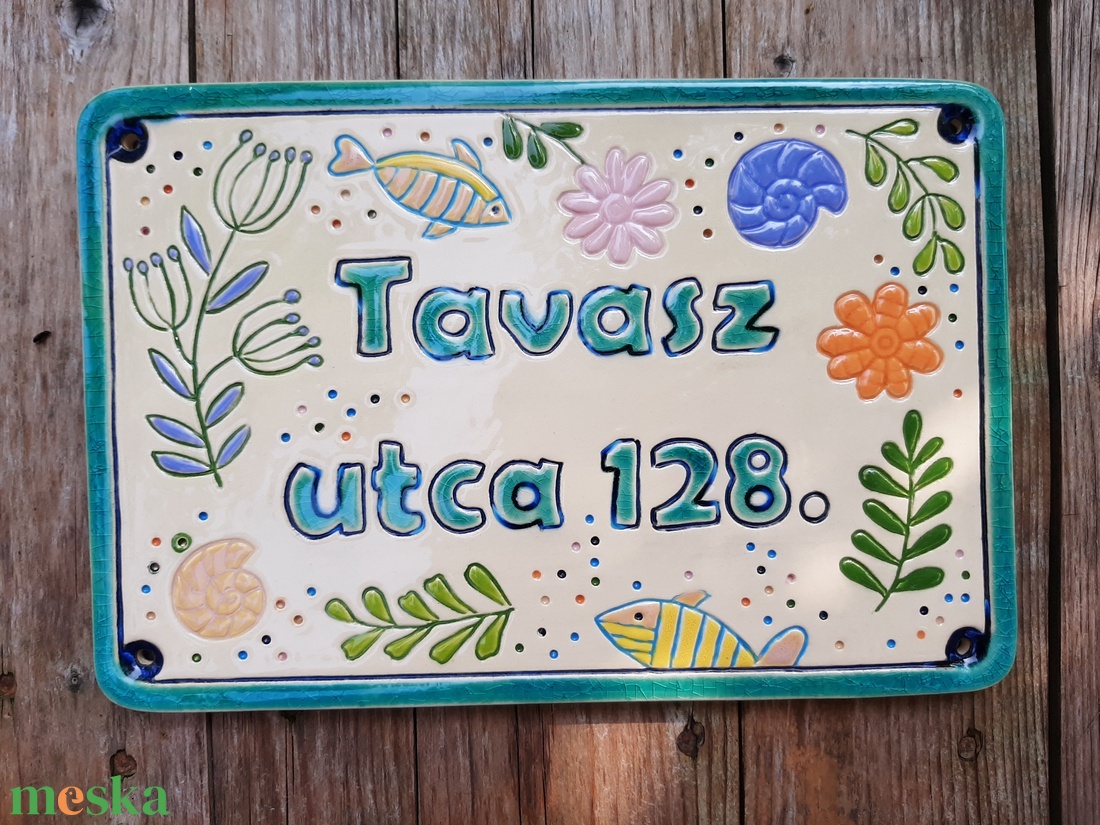 Tavasz
utca 128.
meska